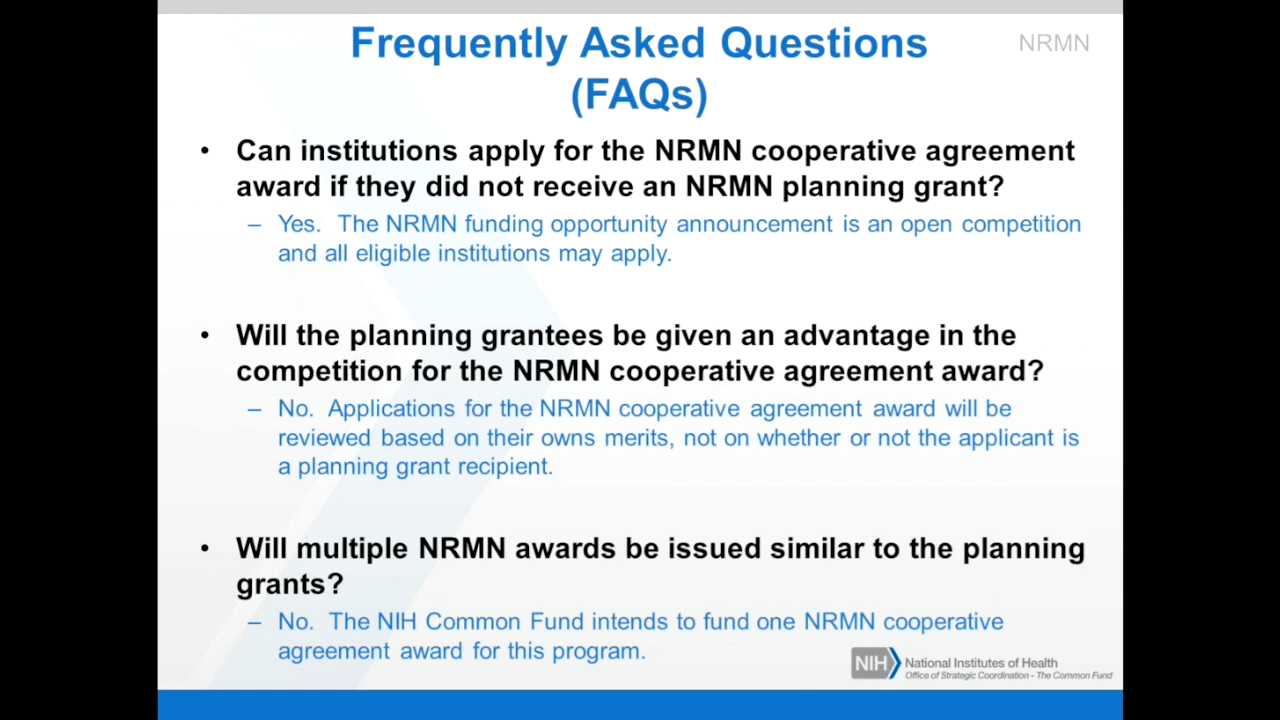 Frequently Asked Questions
(FAQs)
NRMN
• Can institutions apply for the NRMN cooperative agreement
award if they did not receive an NRMN planning grant?
– Yes. The NRMN funding opportunity announcement is an open competition
and all eligible institutions may apply.
• Will the planning grantees be given an advantage in the
competition for the NRMN cooperative agreement award?
– No. Applications for the NRMN cooperative agreement award will be
reviewed based on their owns merits, not on whether or not the applicant is
a planning grant recipient.
• Will multiple NRMN awards be issued similar to the planning
grants?
– No. The NIH Common Fund intends to fund one NRMN cooperative
agreement award for this program.
NIH National Institutes of Health
Office of Strategic Coordination - The Common Fund